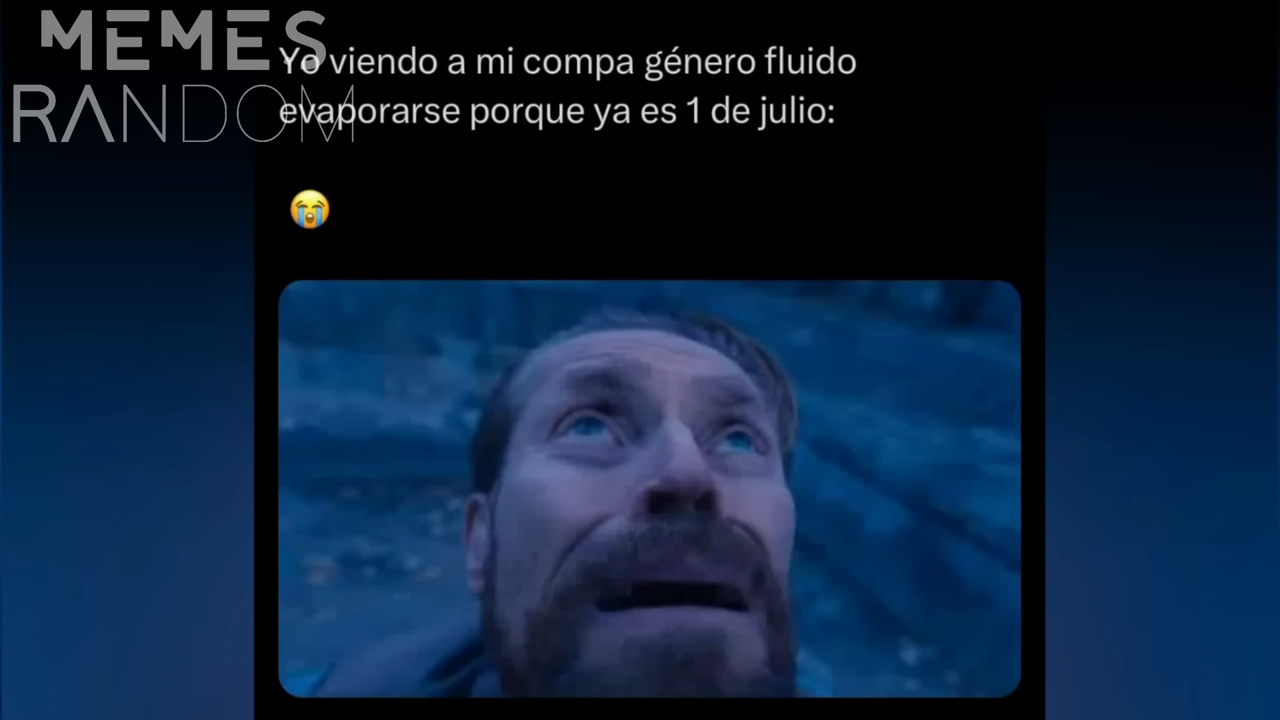 MEMES
RANDOM
Yo viendo a mi compa género fluido
evaporarse porque ya es 1 de julio:
😭